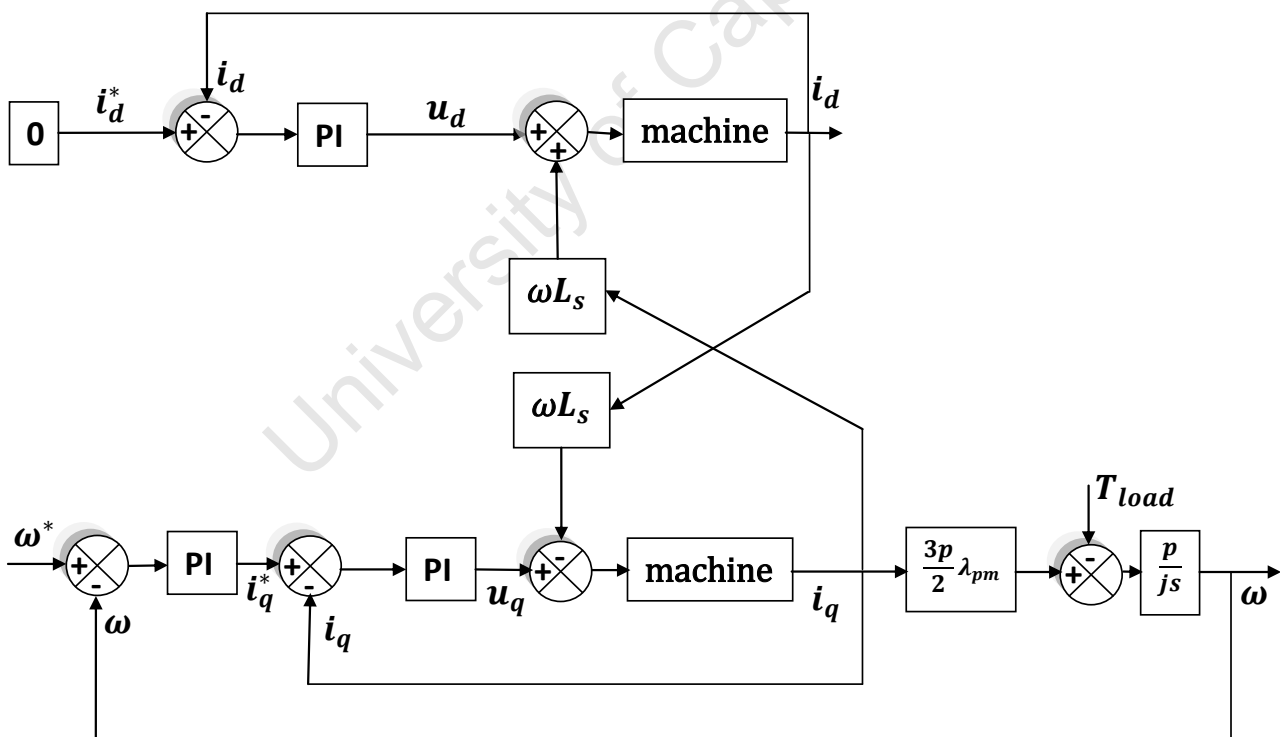 University of Cap
0
i_d^*
-
+
i_d
PI
u_d
+
+
machine
i_d
ωL_s
ωL_s
ω^*
+
-
ω
PI
i_q^*
+
-
i_q
PI
u_q
-
+
machine
i_q
3p/2 λ_pm
T_load
-
+
p/js
ω